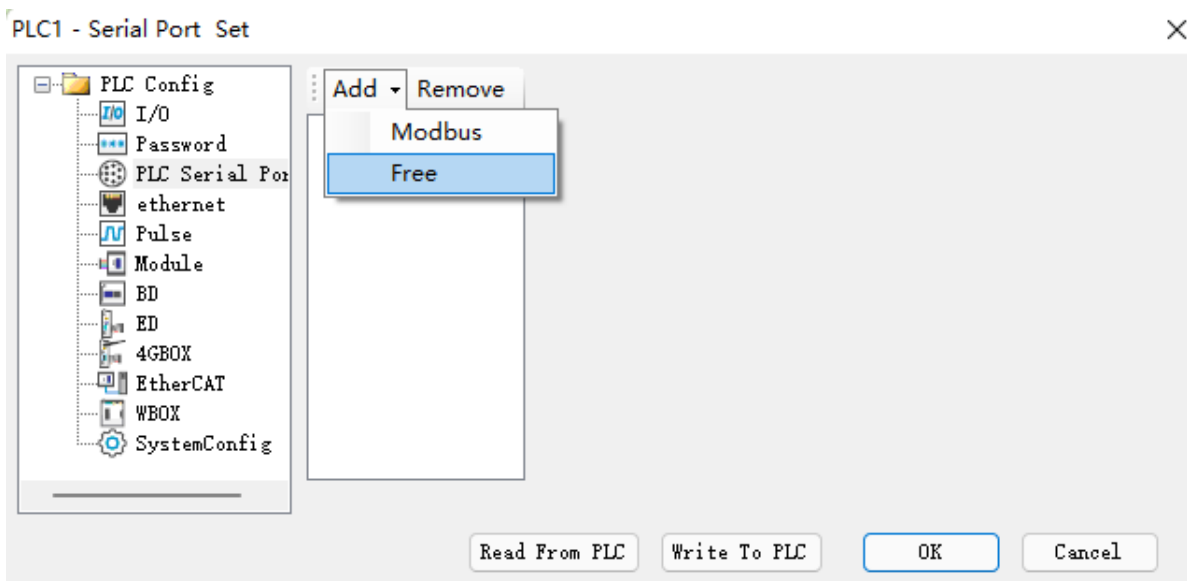 PLC1 - Serial Port Set
PLC Config
I/O
I/O
Password
PLC Serial Por
ethernet
Pulse
Module
BD
ED
4GBOX
EtherCAT
WBOX
SystemConfig
Add Remove
Modbus
Free
Read From PLC Write To PLC OK Cancel